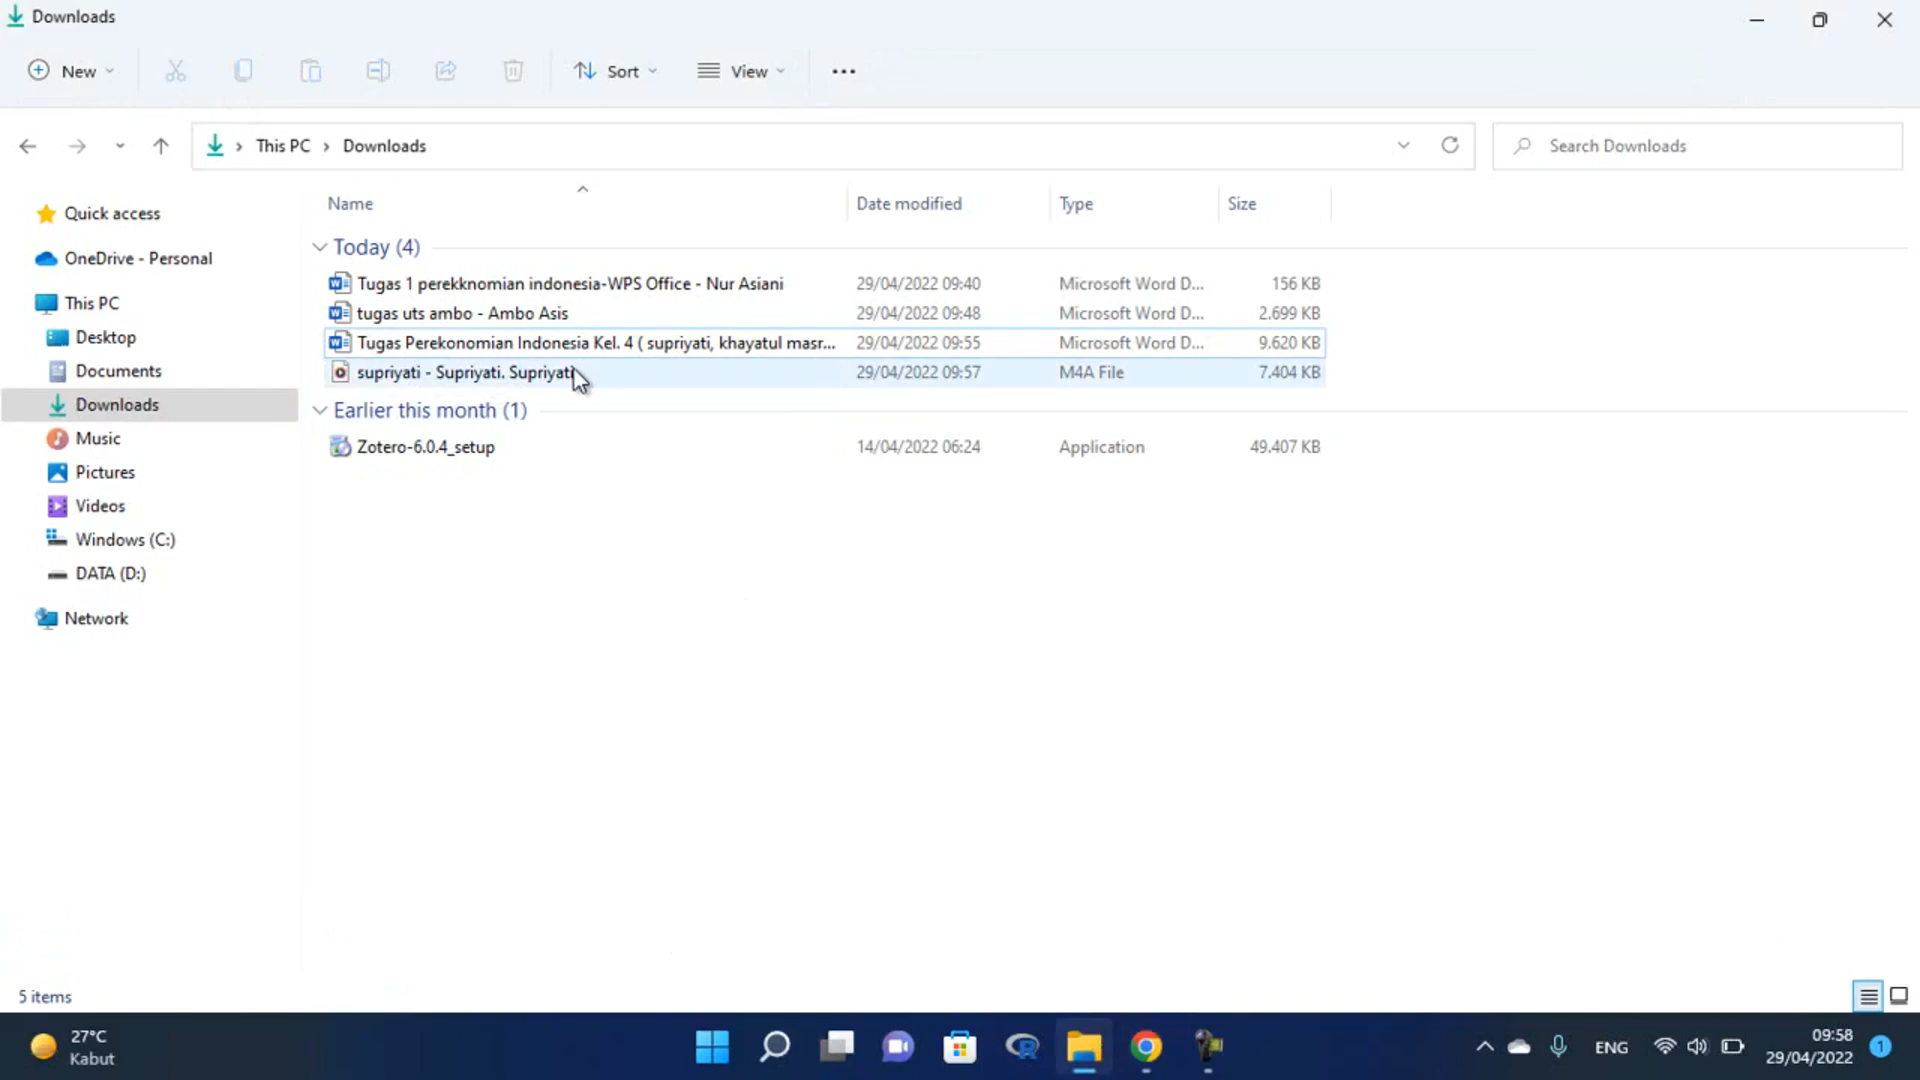 Downloads
New
Sort
View
This PC > Downloads
Search Downloads
Name
Date modified
Type
Size
Quick access
OneDrive - Personal
This PC
Desktop
Documents
Downloads
Music
Pictures
Videos
Windows (C:)
DATA (D:)
Network
Today (4)
Tugas 1 perekknomian indonesia-WPS Office - Nur Asiani 29/04/2022 09:40 Microsoft Word D... 156 KB
tugas uts ambo - Ambo Asis 29/04/2022 09:48 Microsoft Word D... 2.699 KB
Tugas Perekonomian Indonesia Kel. 4 ( supriyati, khayatul masr... 29/04/2022 09:55 Microsoft Word D... 9.620 KB
supriyati - Supriyati. Supriyati 29/04/2022 09:57 M4A File 7.404 KB
Earlier this month (1)
Zotero-6.0.4_setup 14/04/2022 06:24 Application 49.407 KB
5 items
27°C
Kabut
ENG
09:58
29/04/2022
1